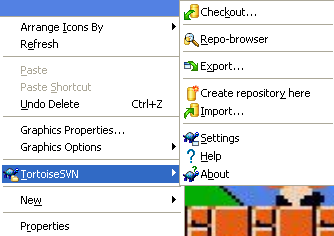 Arrange Icons By
Refresh
Paste
Paste Shortcut
Undo Delete Ctrl+Z
Graphics Properties...
Graphics Options
TortoiseSVN
New
Properties
Checkout...
Repo-browser
Export...
Create repository here
Import...
Settings
Help
About